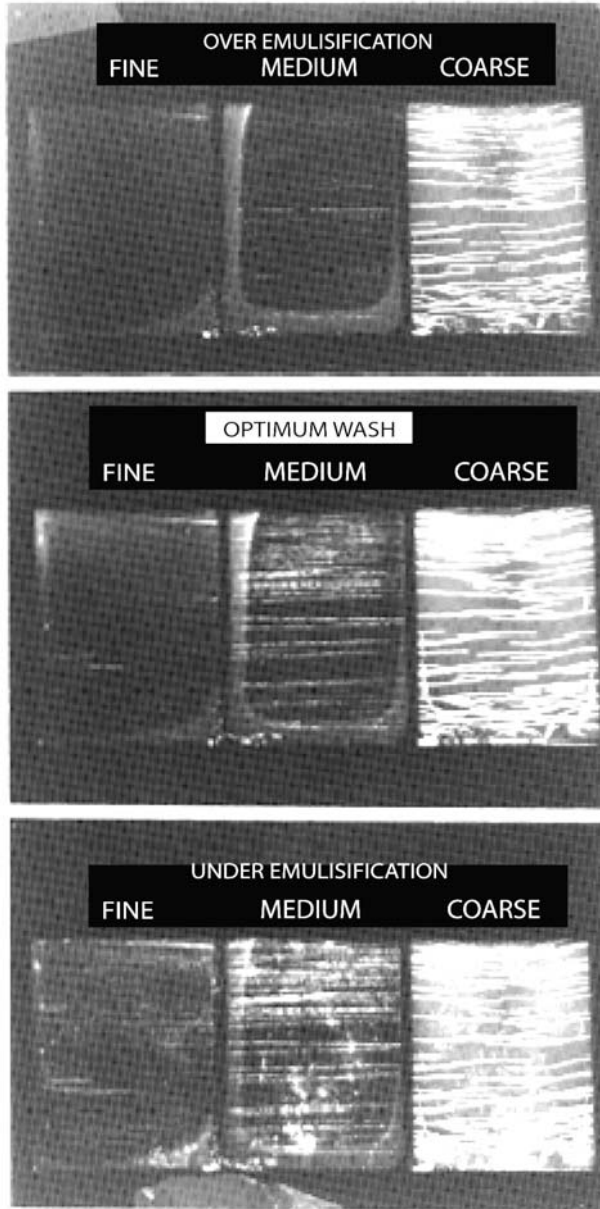 OVER EMULISIFICATION
FINE MEDIUM COARSE
OPTIMUM WASH
FINE MEDIUM COARSE
UNDER EMULISIFICATION
FINE MEDIUM COARSE